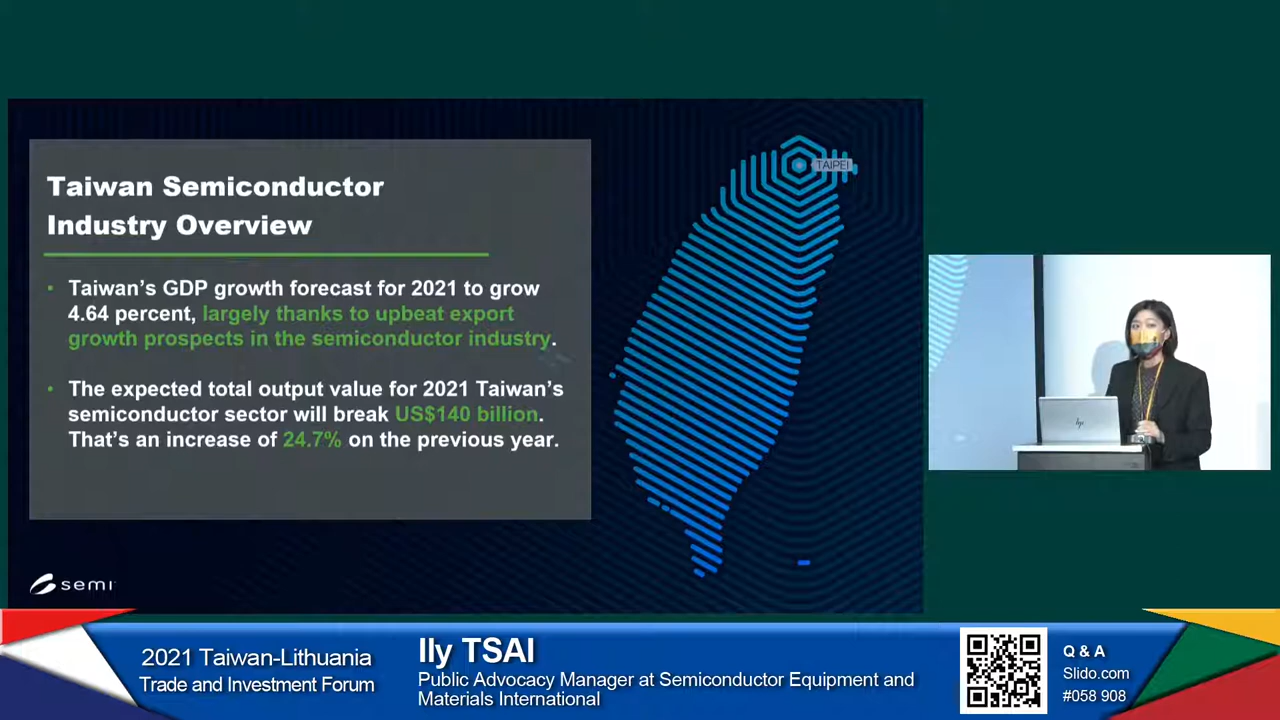 Taiwan Semiconductor
Industry Overview
• Taiwan's GDP growth forecast for 2021 to grow
4.64 percent, largely thanks to upbeat export
growth prospects in the semiconductor industry.
• The expected total output value for 2021 Taiwan's
semiconductor sector will break US$140 billion.
That's an increase of 24.7% on the previous year.
TAIPEI
semi
hp
2021 Taiwan-Lithuania
Trade and Investment Forum
Ily TSAI
Public Advocacy Manager at Semiconductor Equipment and
Materials International
Q & A
Slido.com
#058 908